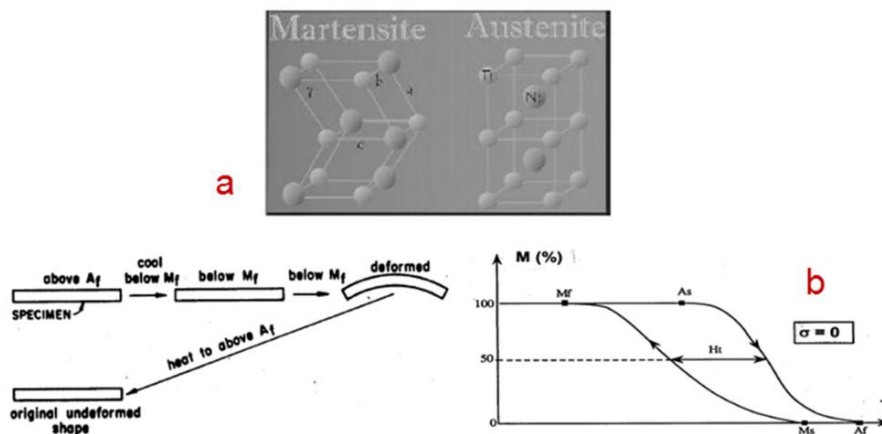 Martensite Austenite
γ b a
c
Ti
Ni
a
above Af
cool
below Mf
below Mf
below Mf
deformed
SPECIMEN
heat to above Af
original undeformed
shape
M (%)
b
100
Mf
As
σ = 0
50
Ht
0
Ms
Af